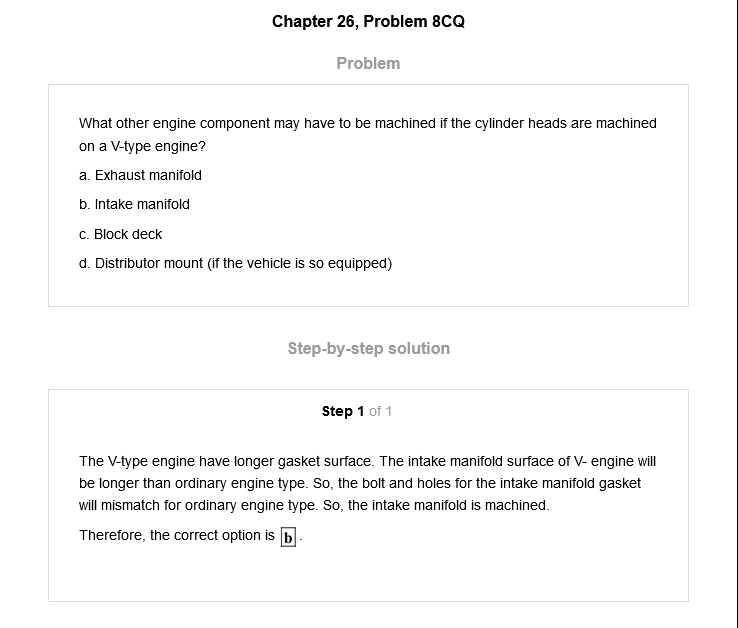 Chapter 26, Problem 8CQ
Problem
What other engine component may have to be machined if the cylinder heads are machined
on a V-type engine?
a. Exhaust manifold
b. Intake manifold
c. Block deck
d. Distributor mount (if the vehicle is so equipped)
Step-by-step solution
Step 1 of 1
The V-type engine have longer gasket surface. The intake manifold surface of V- engine will
be longer than ordinary engine type. So, the bolt and holes for the intake manifold gasket
will mismatch for ordinary engine type. So, the intake manifold is machined.
Therefore, the correct option is b.